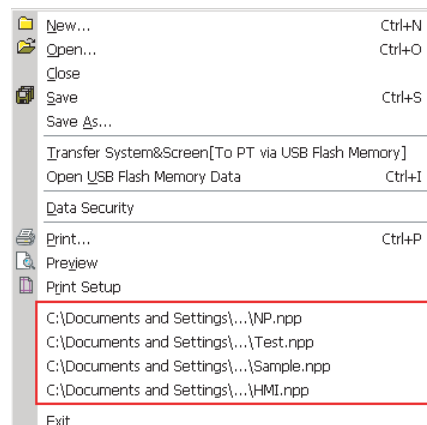 New... Ctrl+N
Open... Ctrl+O
Close
Save Ctrl+S
Save As...
Transfer System&Screen[To PT via USB Flash Memory]
Open USB Flash Memory Data Ctrl+I
Data Security
Print... Ctrl+P
Preview
Print Setup
C:\Documents and Settings\...\NP.npp
C:\Documents and Settings\...\Test.npp
C:\Documents and Settings\...\Sample.npp
C:\Documents and Settings\...\HMI.npp
Exit